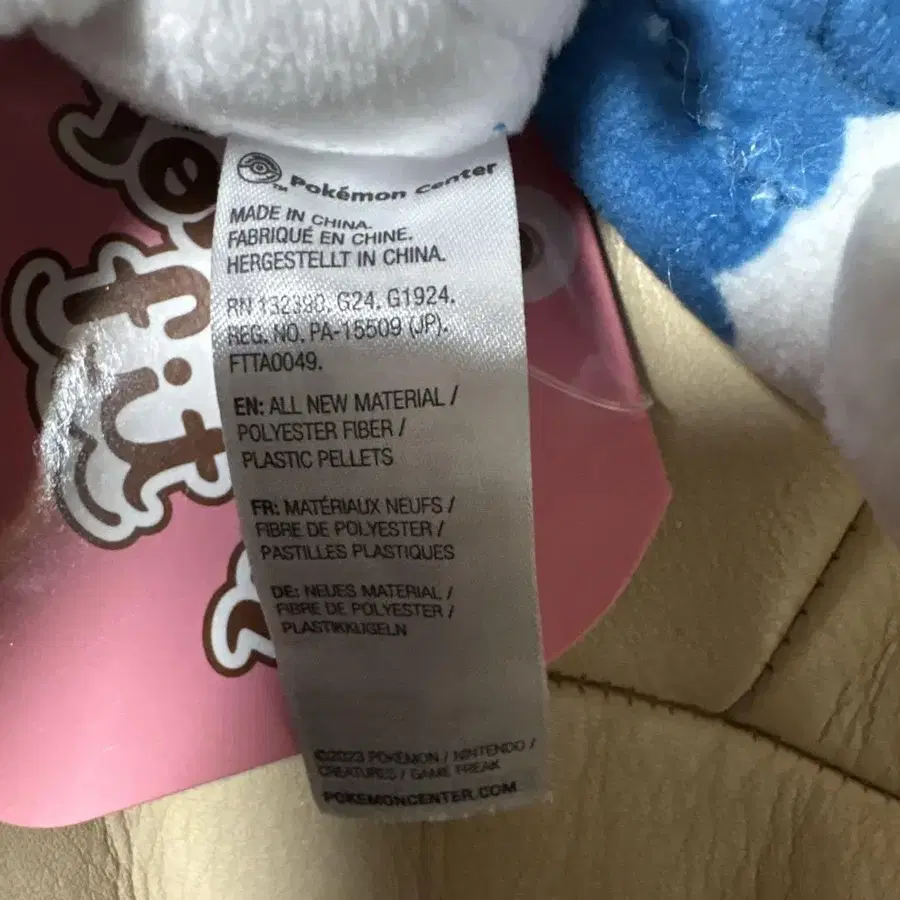 TM Pokémon Center
MADE IN CHINA.
FABRIQUÉ EN CHINE.
HERGESTELLT IN CHINA.
RN 132390. G24. G1924.
REG. NO. PA-15509 (JP).
FTTA0049.
EN: ALL NEW MATERIAL /
POLYESTER FIBER /
PLASTIC PELLETS
FR: MATÉRIAUX NEUFS /
FIBRE DE POLYESTER /
PASTILLES PLASTIQUES
DE: NEUES MATERIAL /
FIBRE DE POLYESTER /
PLASTIKKUGELN
©2023 POKÉMON / NINTENDO /
CREATURES / GAME FREAK
POKEMONCENTER.COM
fit